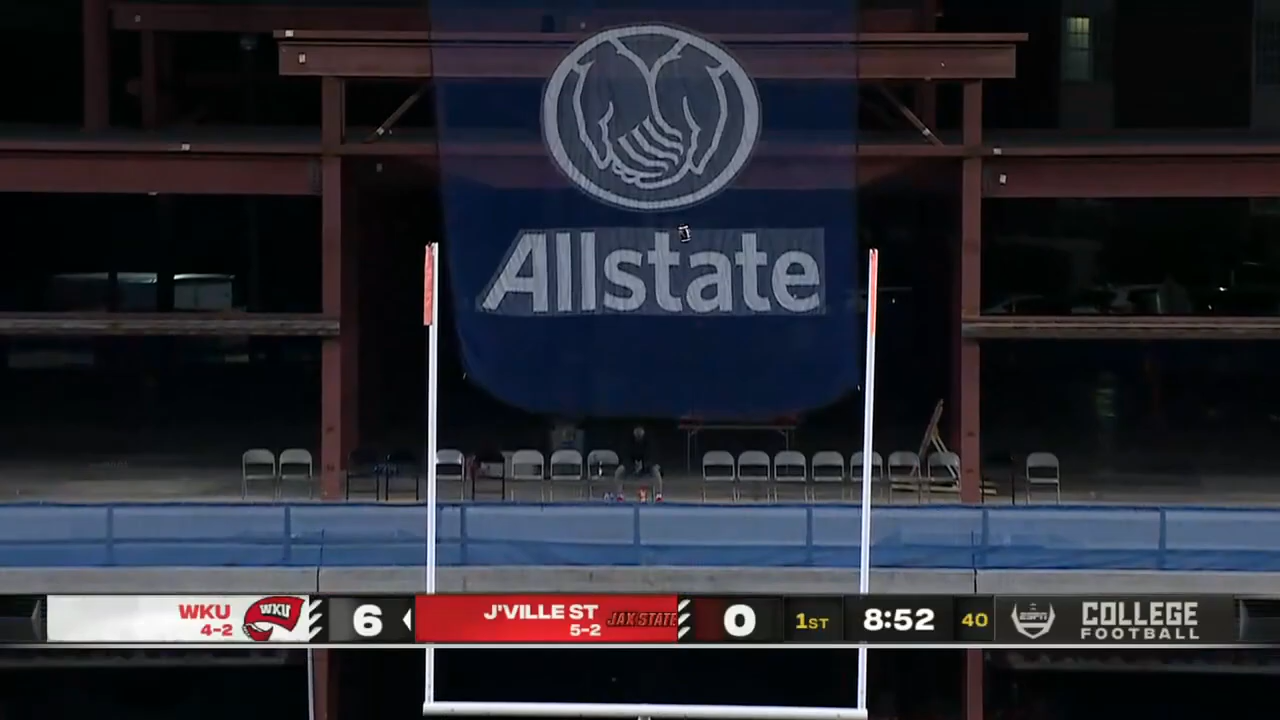 Allstate
WKU
4-2
WKU
6
J'VILLE ST
5-2
JAX STATE
0
1ST
8:52
40
ESPN
COLLEGE
FOOTBALL